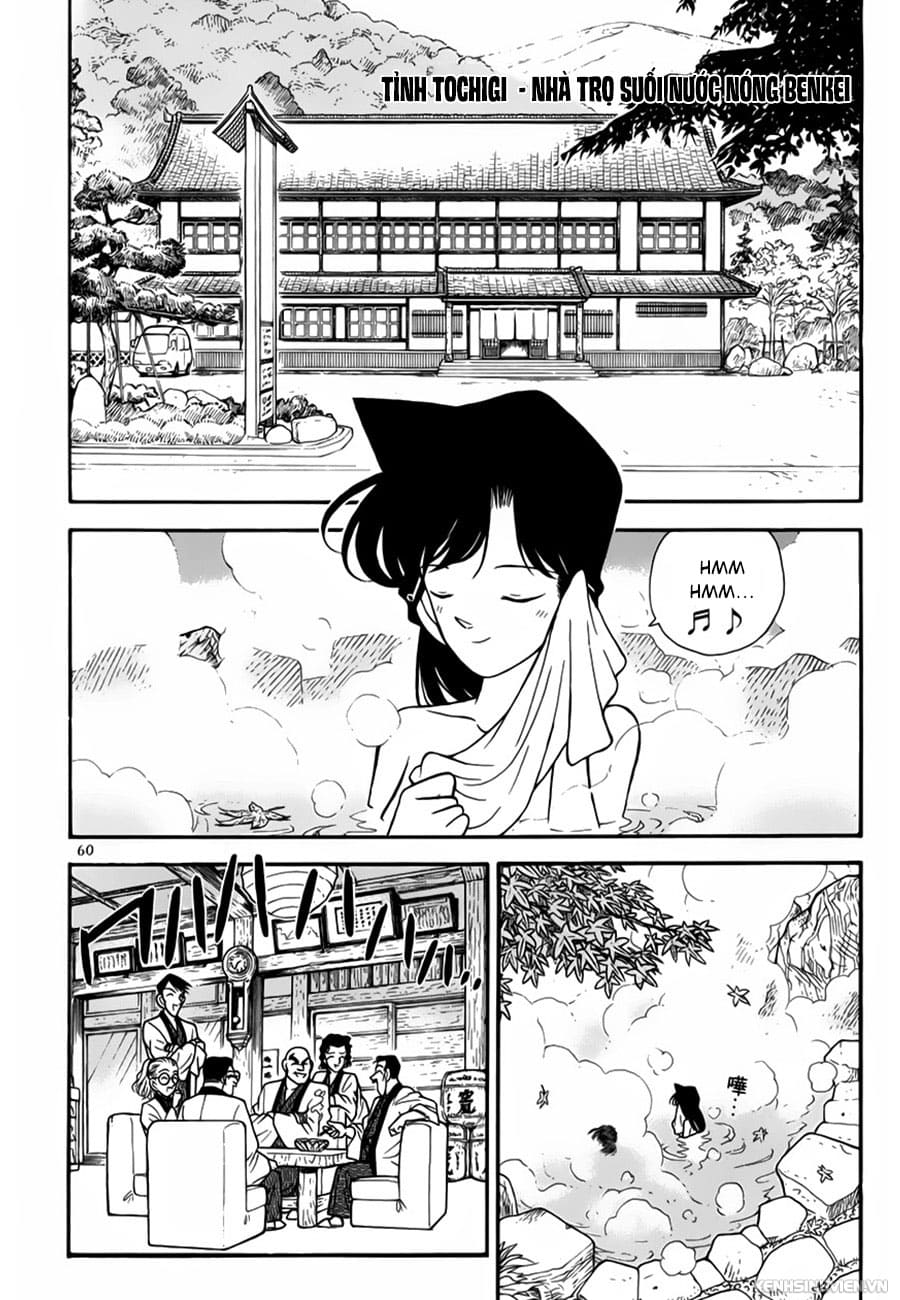 TỈNH TOCHIGI - NHÀ TRỌ SUỐI NƯỚC NÓNG BENKEI
HMM
HMM...
60
嘩…
KENHSINHVIEN.VN